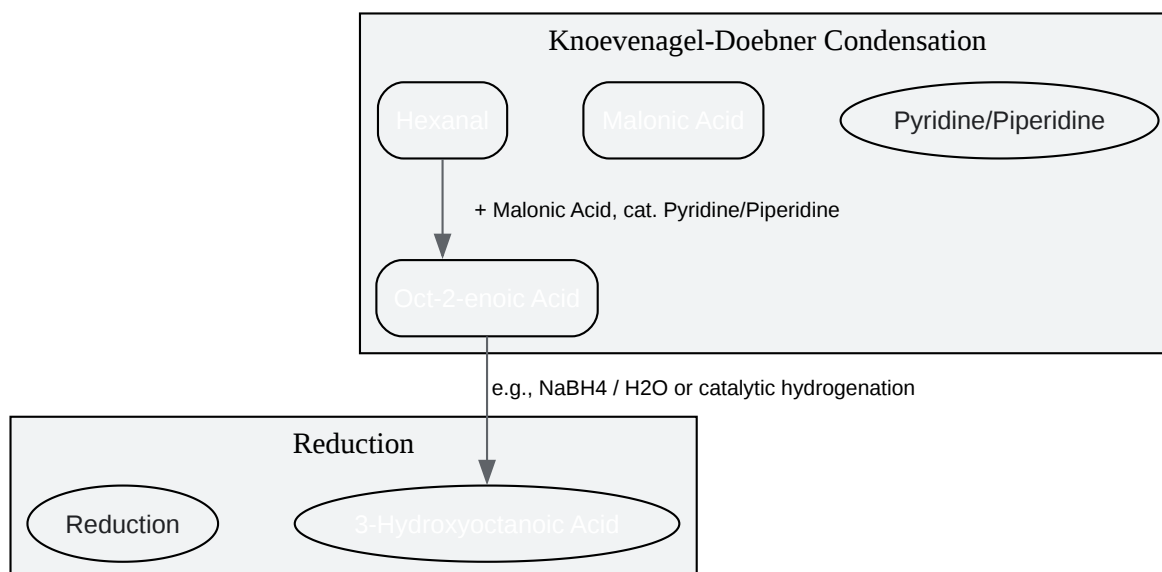 Knoevenagel-Doebner Condensation
Hexanal
Malonic Acid
Pyridine/Piperidine
+ Malonic Acid, cat. Pyridine/Piperidine
Oct-2-enoic Acid
e.g., NaBH4 / H2O or catalytic hydrogenation
Reduction
Reduction
3-Hydroxyoctanoic Acid